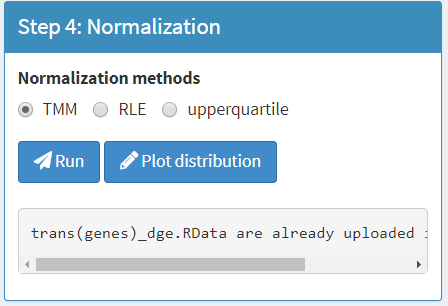 Step 4: Normalization
Normalization methods
TMM RLE upperquartile
Run Plot distribution
trans(genes)_dge.RData are already uploaded